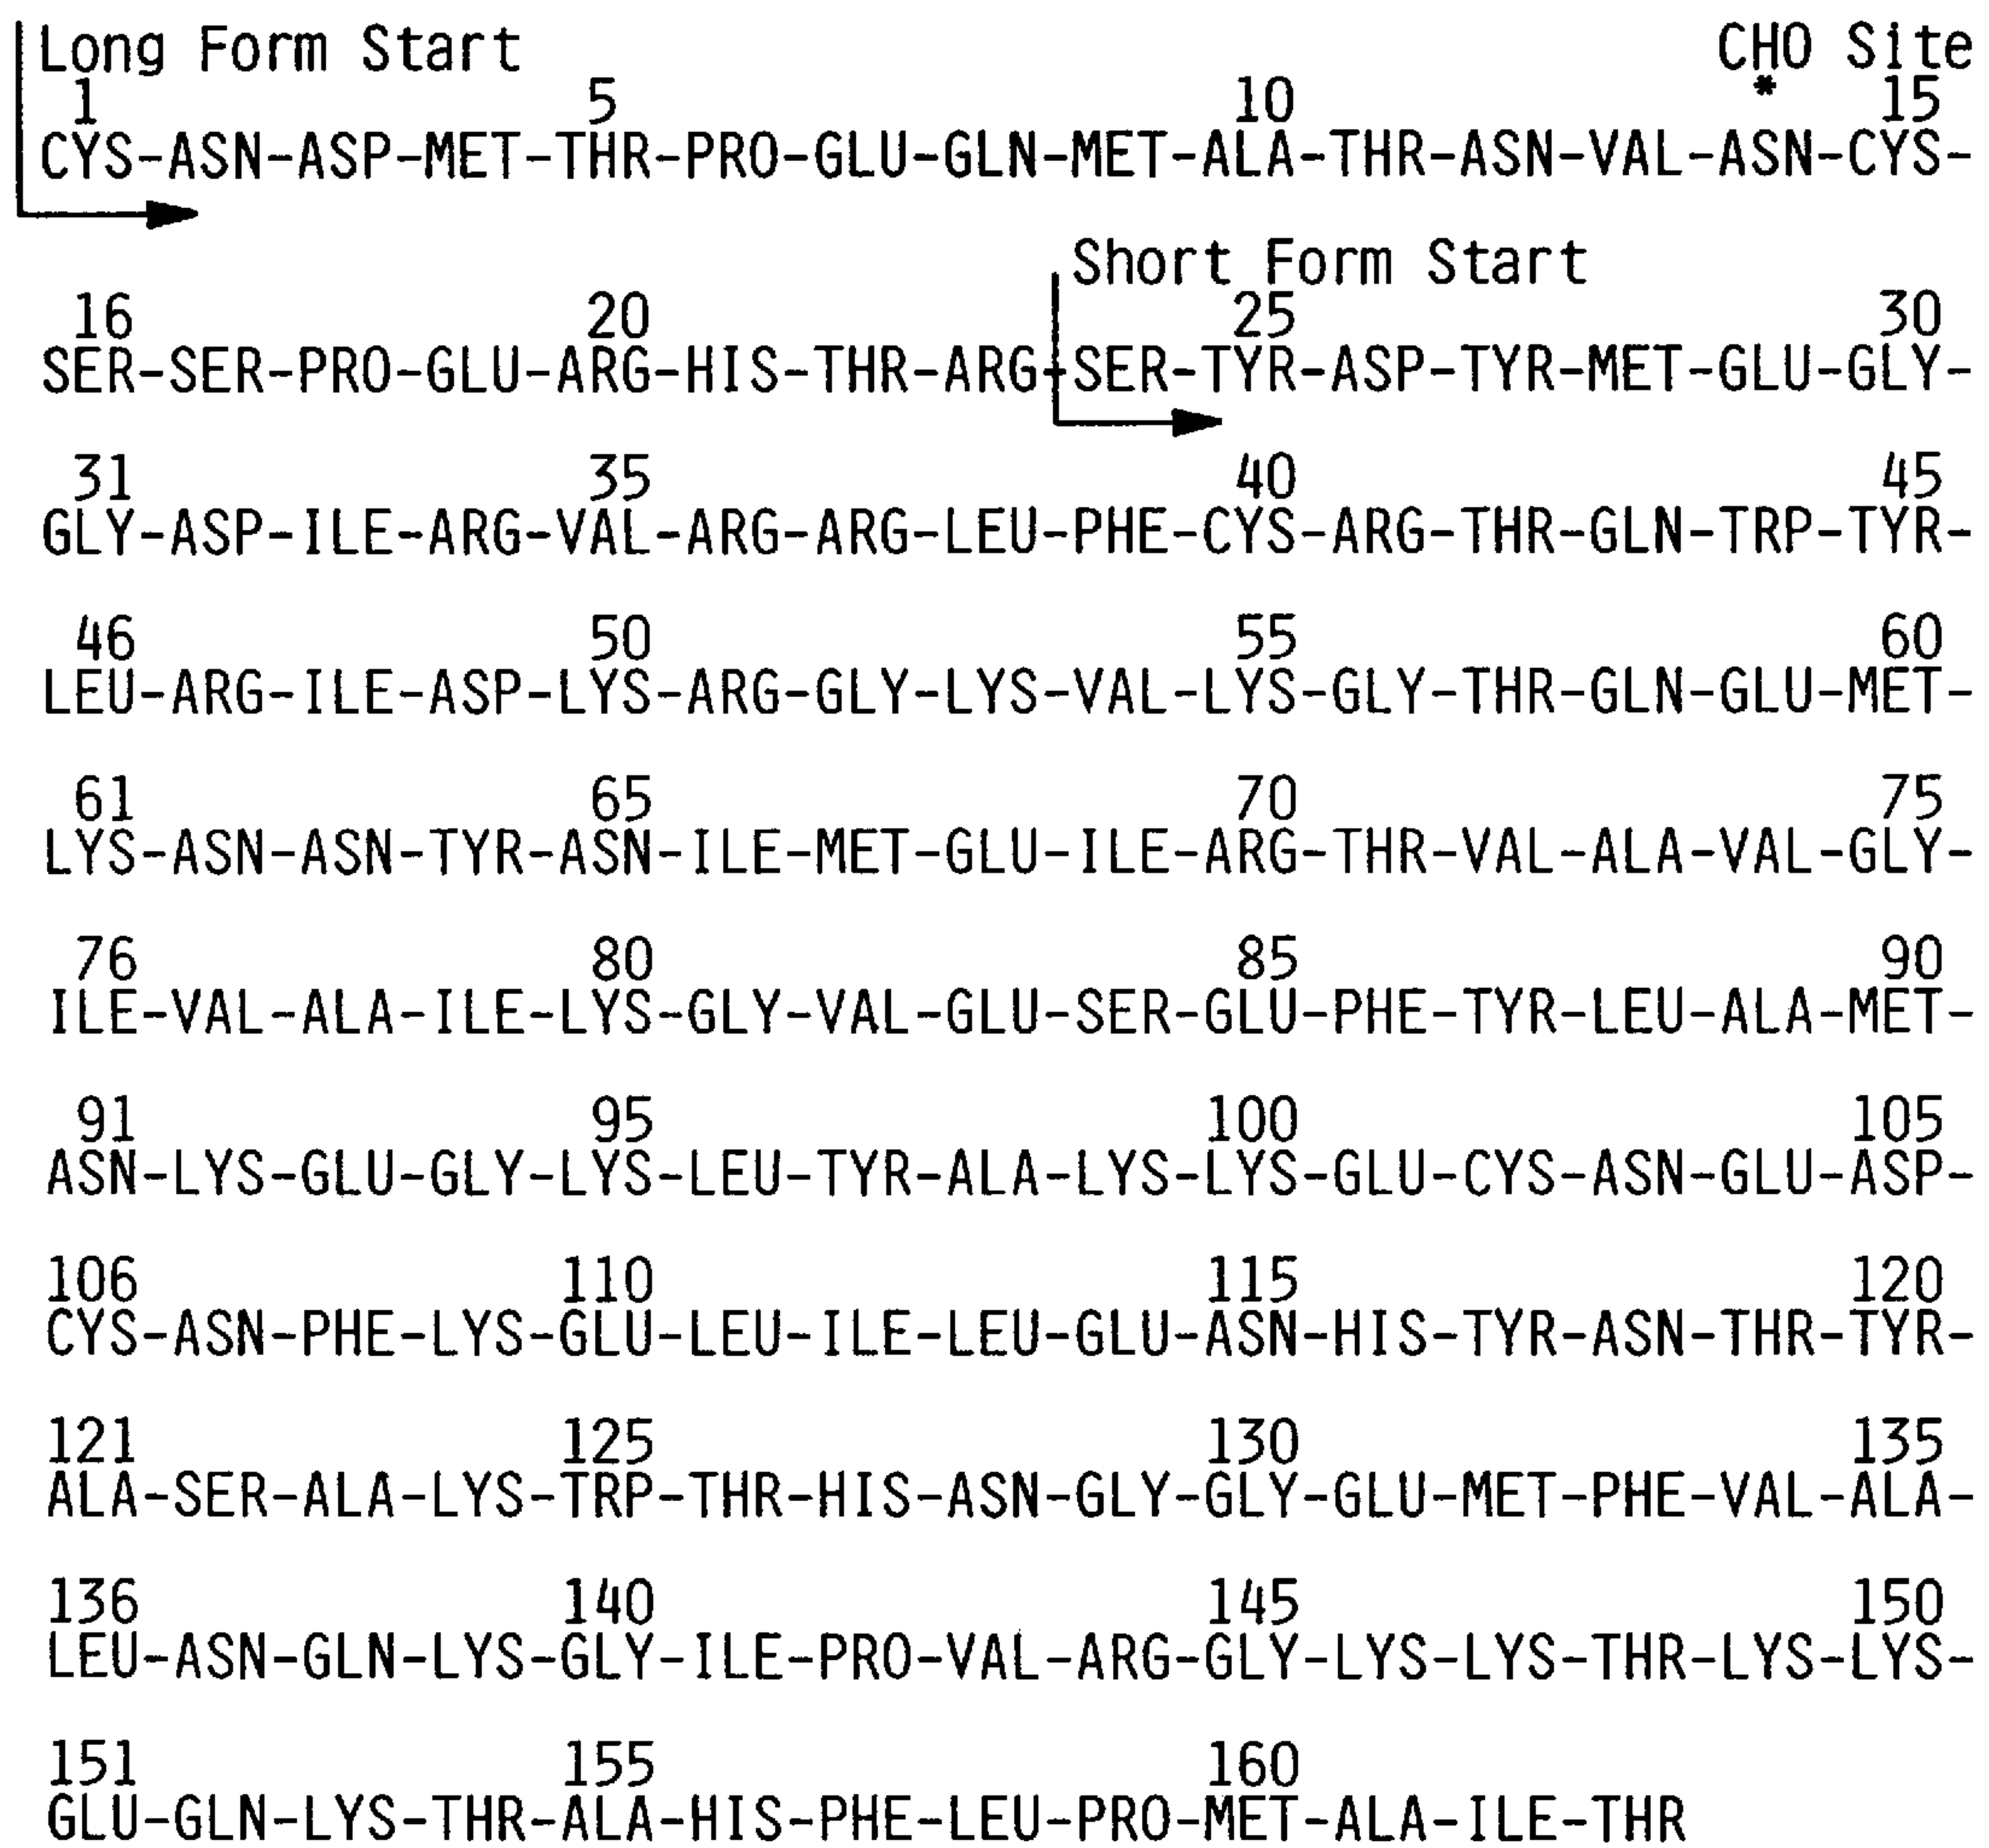 Long Form Start CHO Site
1 5 10 * 15
CYS-ASN-ASP-MET-THR-PRO-GLU-GLN-MET-ALA-THR-ASN-VAL-ASN-CYS-
Short Form Start
16 20 25 30
SER-SER-PRO-GLU-ARG-HIS-THR-ARG-SER-TYR-ASP-TYR-MET-GLU-GLY-
31 35 40 45
GLY-ASP-ILE-ARG-VAL-ARG-ARG-LEU-PHE-CYS-ARG-THR-GLN-TRP-TYR-
46 50 55 60
LEU-ARG-ILE-ASP-LYS-ARG-GLY-LYS-VAL-LYS-GLY-THR-GLN-GLU-MET-
61 65 70 75
LYS-ASN-ASN-TYR-ASN-ILE-MET-GLU-ILE-ARG-THR-VAL-ALA-VAL-GLY-
76 80 85 90
ILE-VAL-ALA-ILE-LYS-GLY-VAL-GLU-SER-GLU-PHE-TYR-LEU-ALA-MET-
91 95 100 105
ASN-LYS-GLU-GLY-LYS-LEU-TYR-ALA-LYS-LYS-GLU-CYS-ASN-GLU-ASP-
106 110 115 120
CYS-ASN-PHE-LYS-GLU-LEU-ILE-LEU-GLU-ASN-HIS-TYR-ASN-THR-TYR-
121 125 130 135
ALA-SER-ALA-LYS-TRP-THR-HIS-ASN-GLY-GLY-GLU-MET-PHE-VAL-ALA-
136 140 145 150
LEU-ASN-GLN-LYS-GLY-ILE-PRO-VAL-ARG-GLY-LYS-LYS-THR-LYS-LYS-
151 155 160
GLU-GLN-LYS-THR-ALA-HIS-PHE-LEU-PRO-MET-ALA-ILE-THR